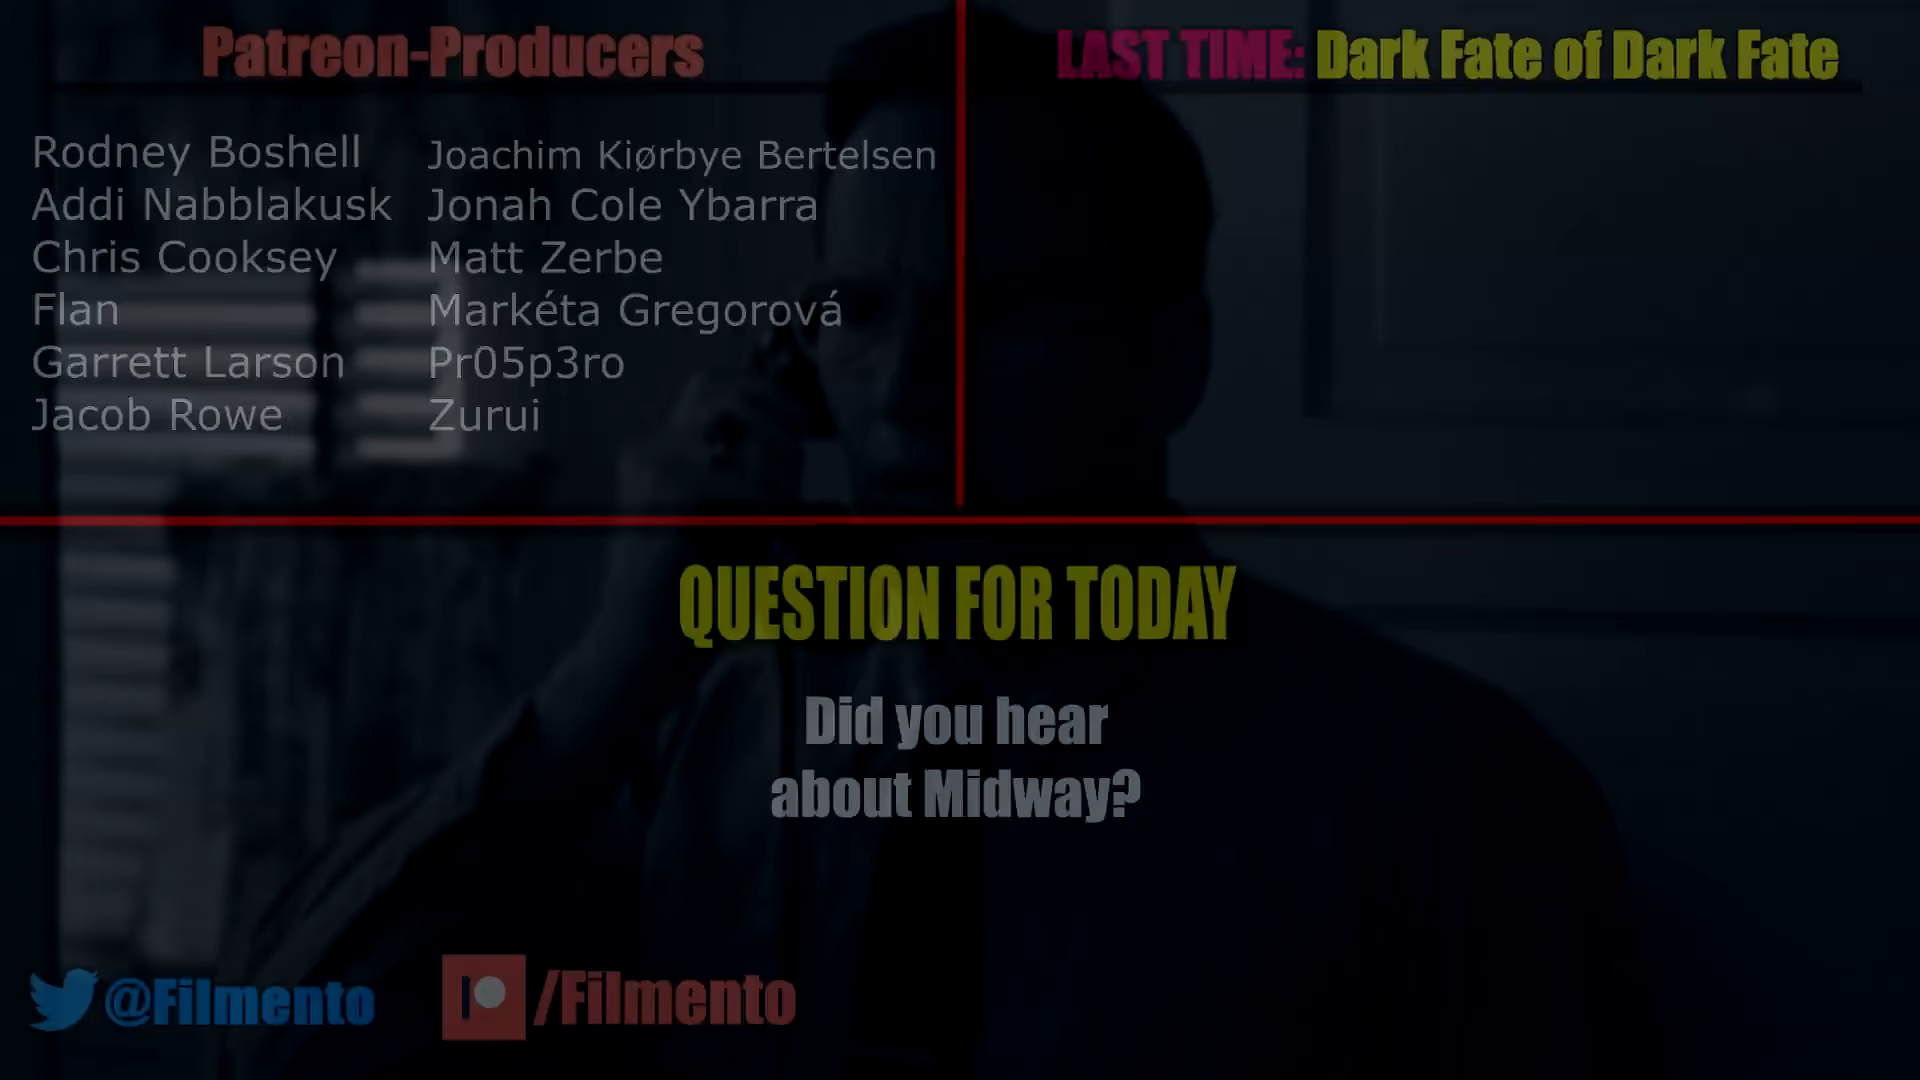 Patreon-Producers
Rodney Boshell
Addi Nabblakusk
Chris Cooksey
Flan
Garrett Larson
Jacob Rowe
Joachim Kiørbye Bertelsen
Jonah Cole Ybarra
Matt Zerbe
Markéta Gregorová
Pr05p3ro
Zurui
LAST TIME: Dark Fate of Dark Fate
QUESTION FOR TODAY
Did you hear
about Midway?
@Filmento
/Filmento